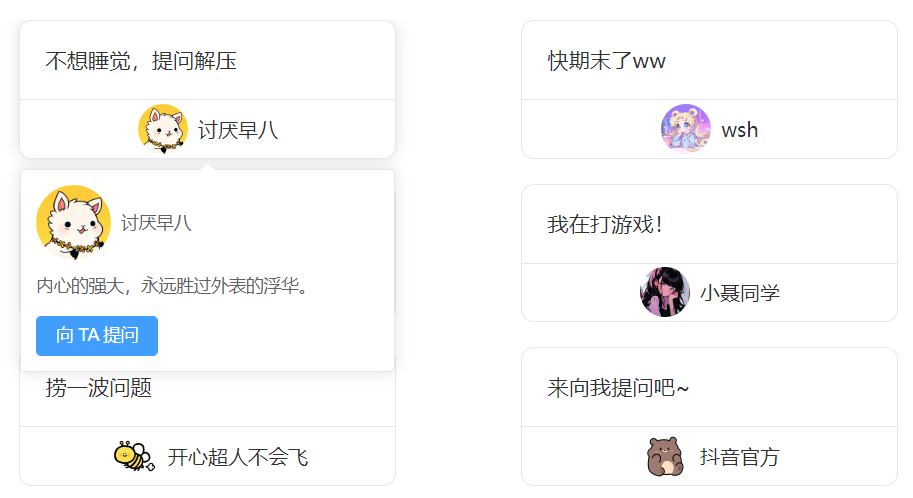 不想睡觉，提问解压
讨厌早八
讨厌早八
内心的强大，永远胜过外表的浮华。
向 TA 提问
捞一波问题
开心超人不会飞
快期末了ww
wsh
我在打游戏！
小聂同学
来向我提问吧~
抖音官方